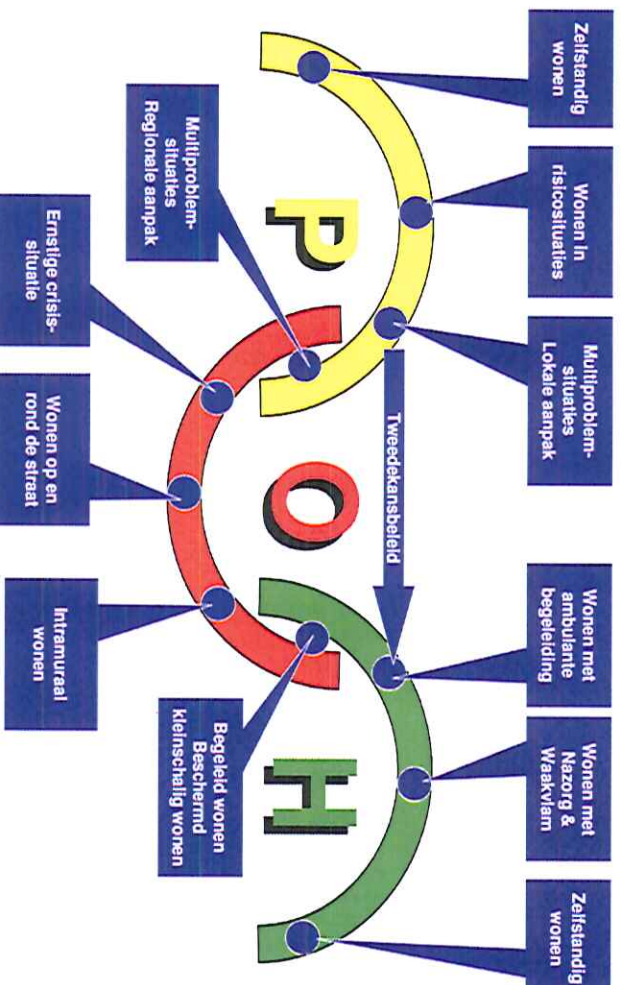 Zelfstandig
wonen
Wonen in
risicosituaties
Multiprobleem-
situaties
Lokale aanpak
Wonen met
ambulante
begeleiding
Wonen met
Nazorg &
Waakvlam
Zelfstandig
wonen
Tweedekansbeleid
P
O
H
Multiprobleem-
situaties
Regionale aanpak
Ernstige crisis-
situatie
Wonen op en
rond de straat
Intramuraal
wonen
Begeleid wonen
Beschermd
kleinschalig wonen